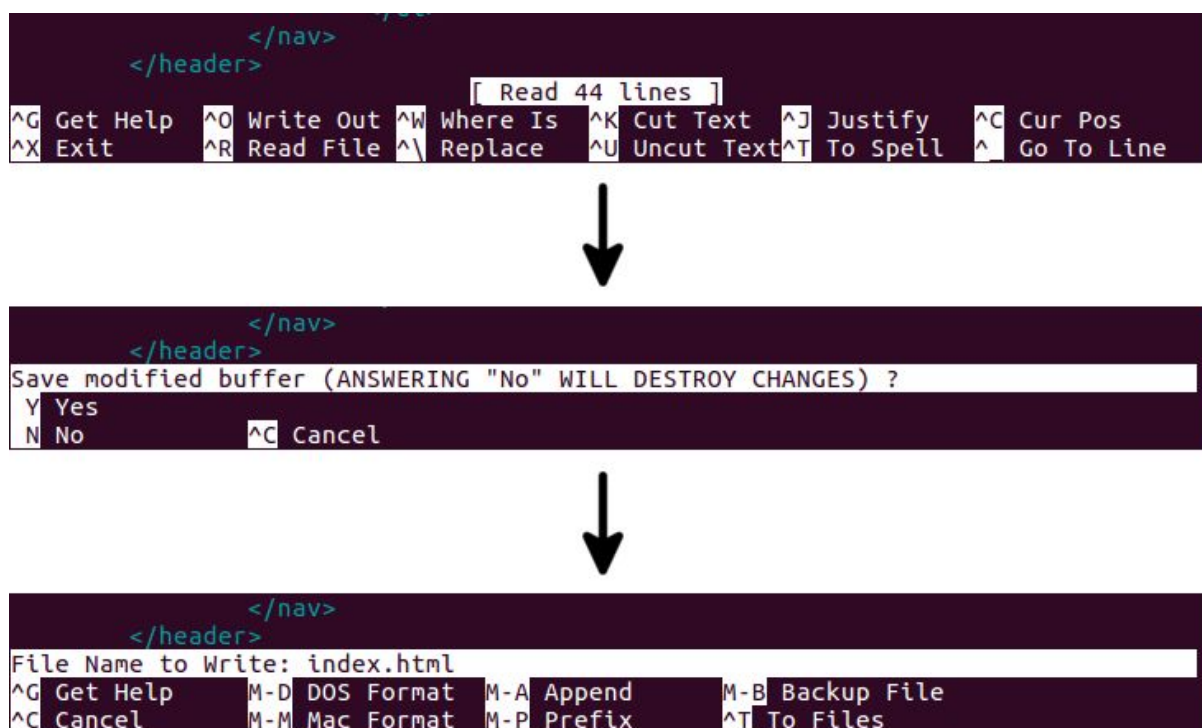 </nav>
</header>
[ Read 44 lines ]
^G Get Help ^O Write Out ^W Where Is ^K Cut Text ^J Justify ^C Cur Pos
^X Exit ^R Read File ^\ Replace ^U Uncut Text ^T To Spell ^_ Go To Line
</nav>
</header>
Save modified buffer (ANSWERING "No" WILL DESTROY CHANGES) ?
Y Yes
N No ^C Cancel
</nav>
</header>
File Name to Write: index.html
^G Get Help M-D DOS Format M-A Append M-B Backup File
^C Cancel M-M Mac Format M-P Prefix ^T To Files